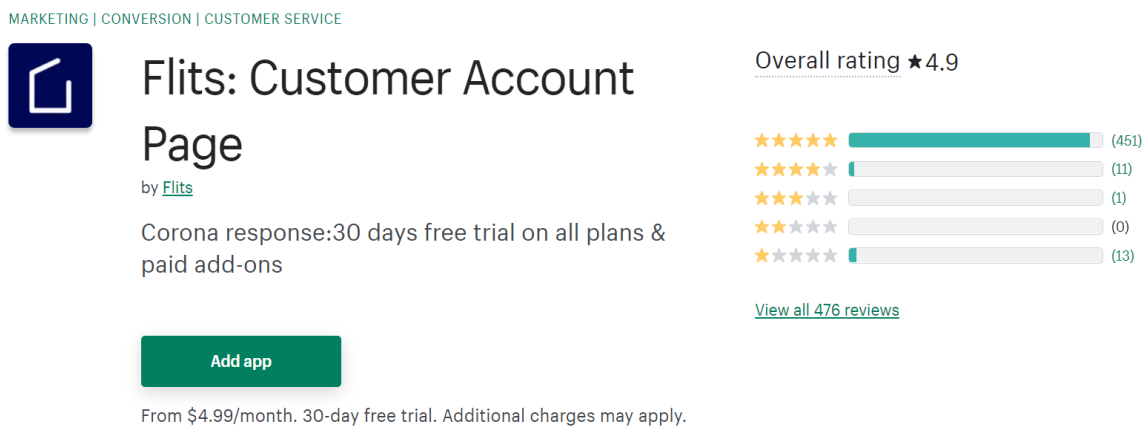 MARKETING | CONVERSION | CUSTOMER SERVICE
Flits: Customer Account
Page
by Flits
Corona response:30 days free trial on all plans &
paid add-ons
Add app
From $4.99/month. 30-day free trial. Additional charges may apply.
Overall rating ★4.9
(451)
(11)
(1)
(0)
(13)
View all 476 reviews